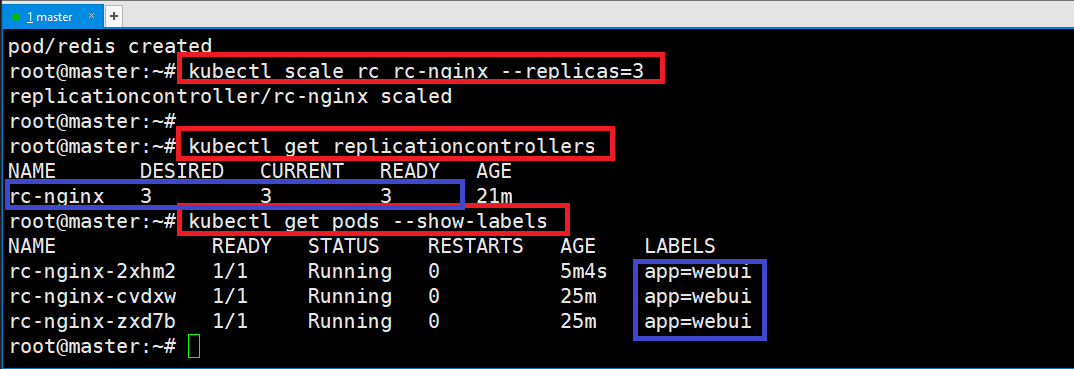 1 master × +
pod/redis created
root@master:~# kubectl scale rc rc-nginx --replicas=3
replicationcontroller/rc-nginx scaled
root@master:~#
root@master:~# kubectl get replicationcontrollers
NAME DESIRED CURRENT READY AGE
rc-nginx 3 3 3 21m
root@master:~# kubectl get pods --show-labels
NAME READY STATUS RESTARTS AGE LABELS
rc-nginx-2xhm2 1/1 Running 0 5m4s app=webui
rc-nginx-cvdxw 1/1 Running 0 25m app=webui
rc-nginx-zxd7b 1/1 Running 0 25m app=webui
root@master:~#